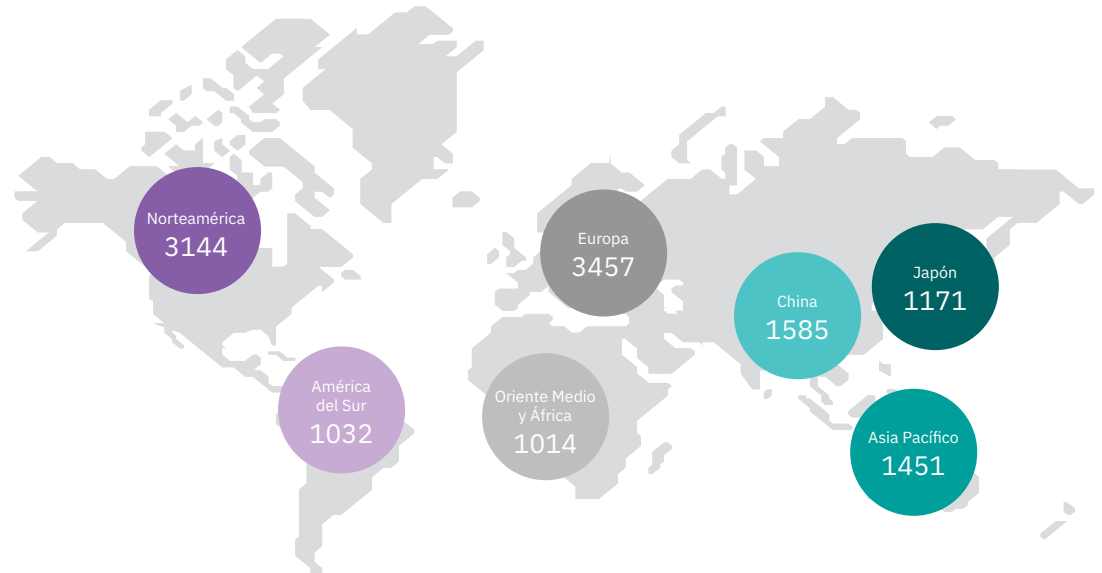 Norteamérica
3144
Europa
3457
Japón
1171
China
1585
América
del Sur
1032
Oriente Medio
y África
1014
Asia Pacífico
1451